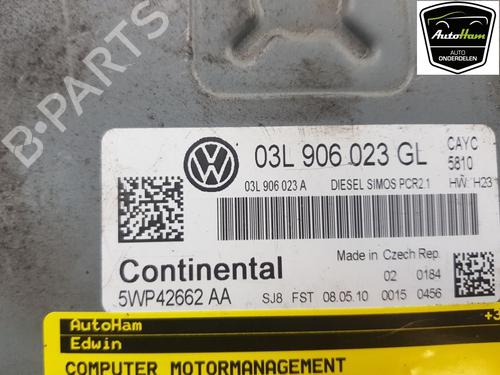 AutoHam
AUTO
ONDERDELEN
B-PARTS
03L 906 023 GL
CAYC
5810
03L 906 023 A DIESEL SIMOS PCR2.1 HW: H23
Continental
Made in Czech Rep.
02 0184
5WP42662 AA SJ8 FST 08.05.10 0015 0456
AutoHam +3
Edwin
COMPUTER MOTORMANAGEMENT